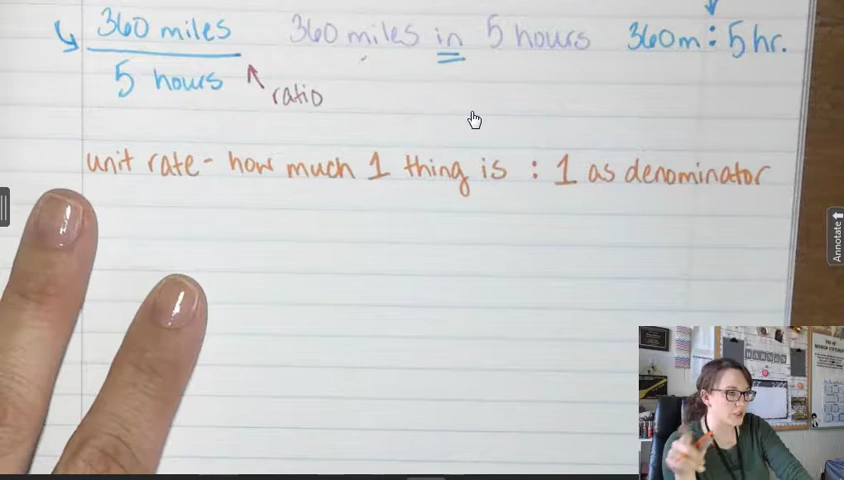 360 miles 360 miles in 5 hours 360m : 5 hr.
5 hours
ratio
unit rate - how much 1 thing is : 1 as denominator
Annotate